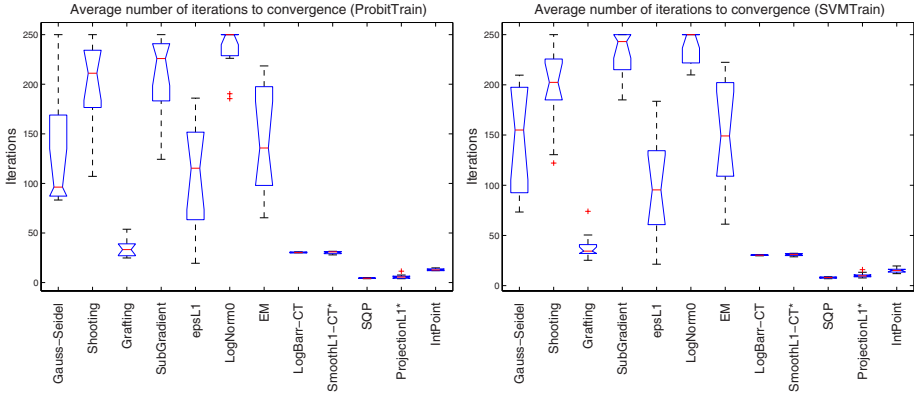 Average number of iterations to convergence (ProbitTrain)
250
200
150
100
50
0
Iterations
Gauss−Seidel
Shooting
Grafting
SubGradient
epsL1
LogNorm0
EM
LogBarr−CT
SmoothL1−CT*
SQP
ProjectionL1*
IntPoint
Average number of iterations to convergence (SVMTrain)
250
200
150
100
50
0
Iterations
Gauss−Seidel
Shooting
Grafting
SubGradient
epsL1
LogNorm0
EM
LogBarr−CT
SmoothL1−CT*
SQP
ProjectionL1*
IntPoint